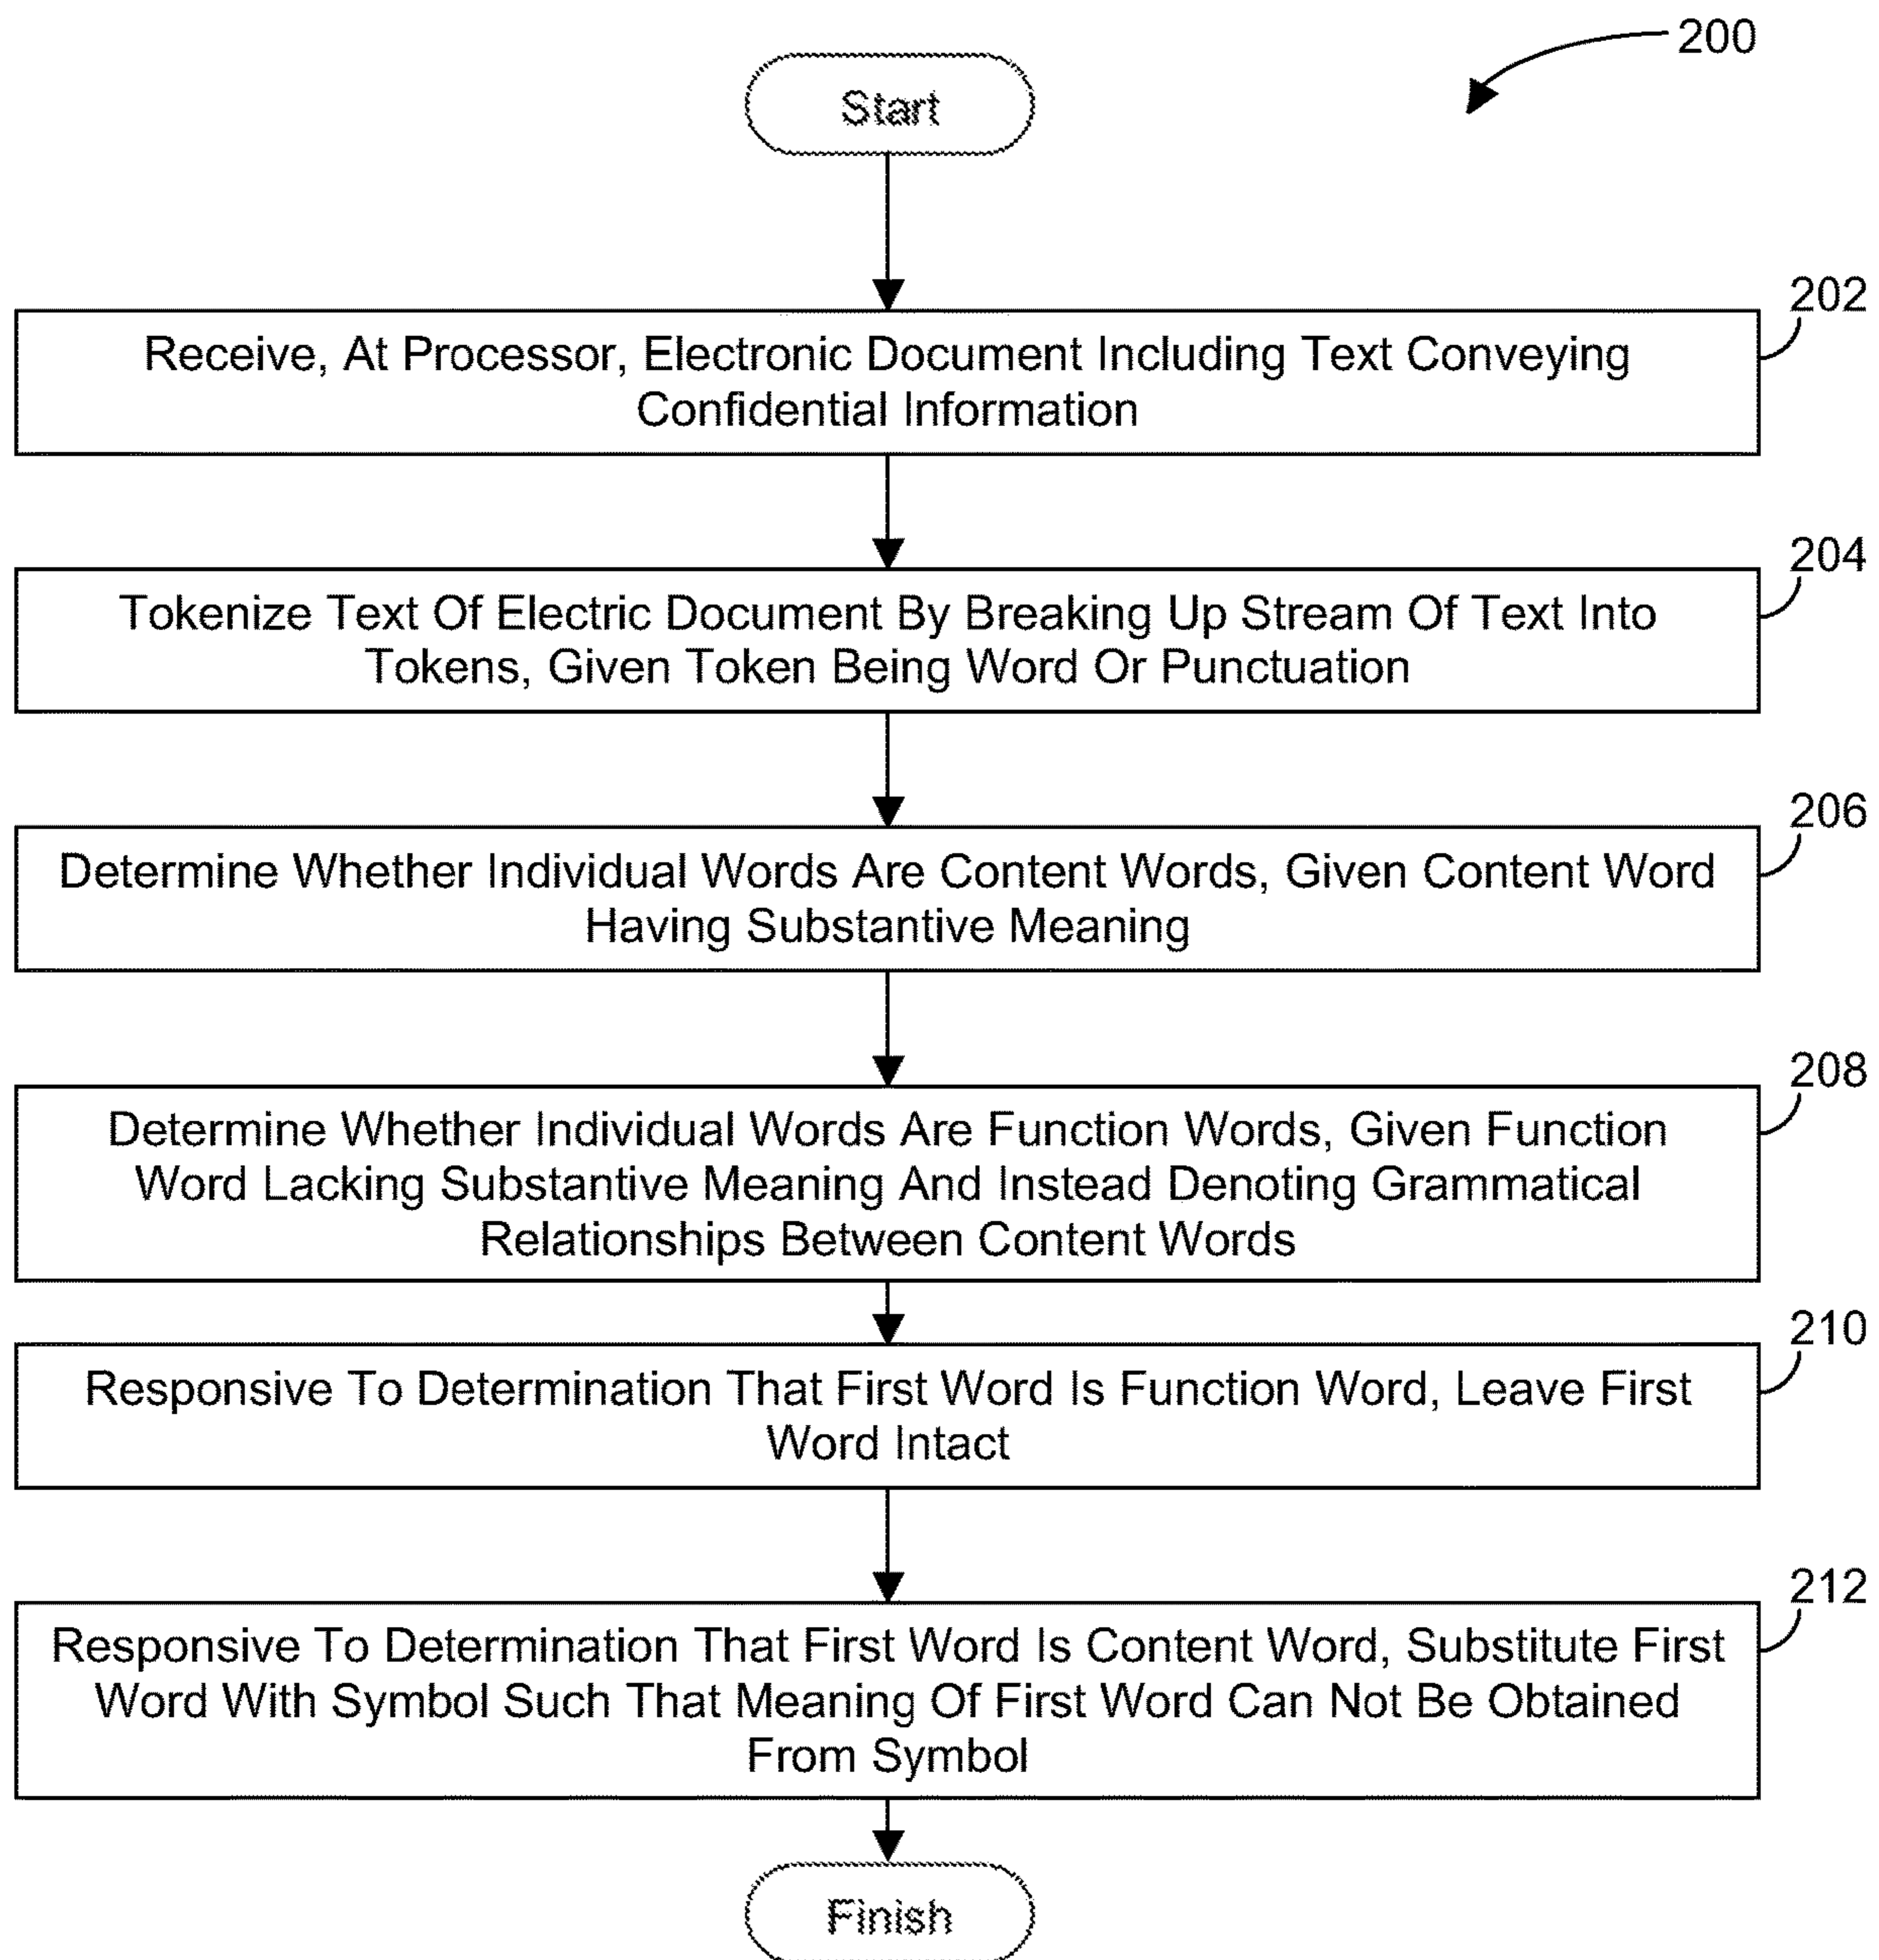 200
Start
202
Receive, At Processor, Electronic Document Including Text Conveying
Confidential Information
204
Tokenize Text Of Electric Document By Breaking Up Stream Of Text Into
Tokens, Given Token Being Word Or Punctuation
206
Determine Whether Individual Words Are Content Words, Given Content Word
Having Substantive Meaning
208
Determine Whether Individual Words Are Function Words, Given Function
Word Lacking Substantive Meaning And Instead Denoting Grammatical
Relationships Between Content Words
210
Responsive To Determination That First Word Is Function Word, Leave First
Word Intact
212
Responsive To Determination That First Word Is Content Word, Substitute First
Word With Symbol Such That Meaning Of First Word Can Not Be Obtained
From Symbol
Finish